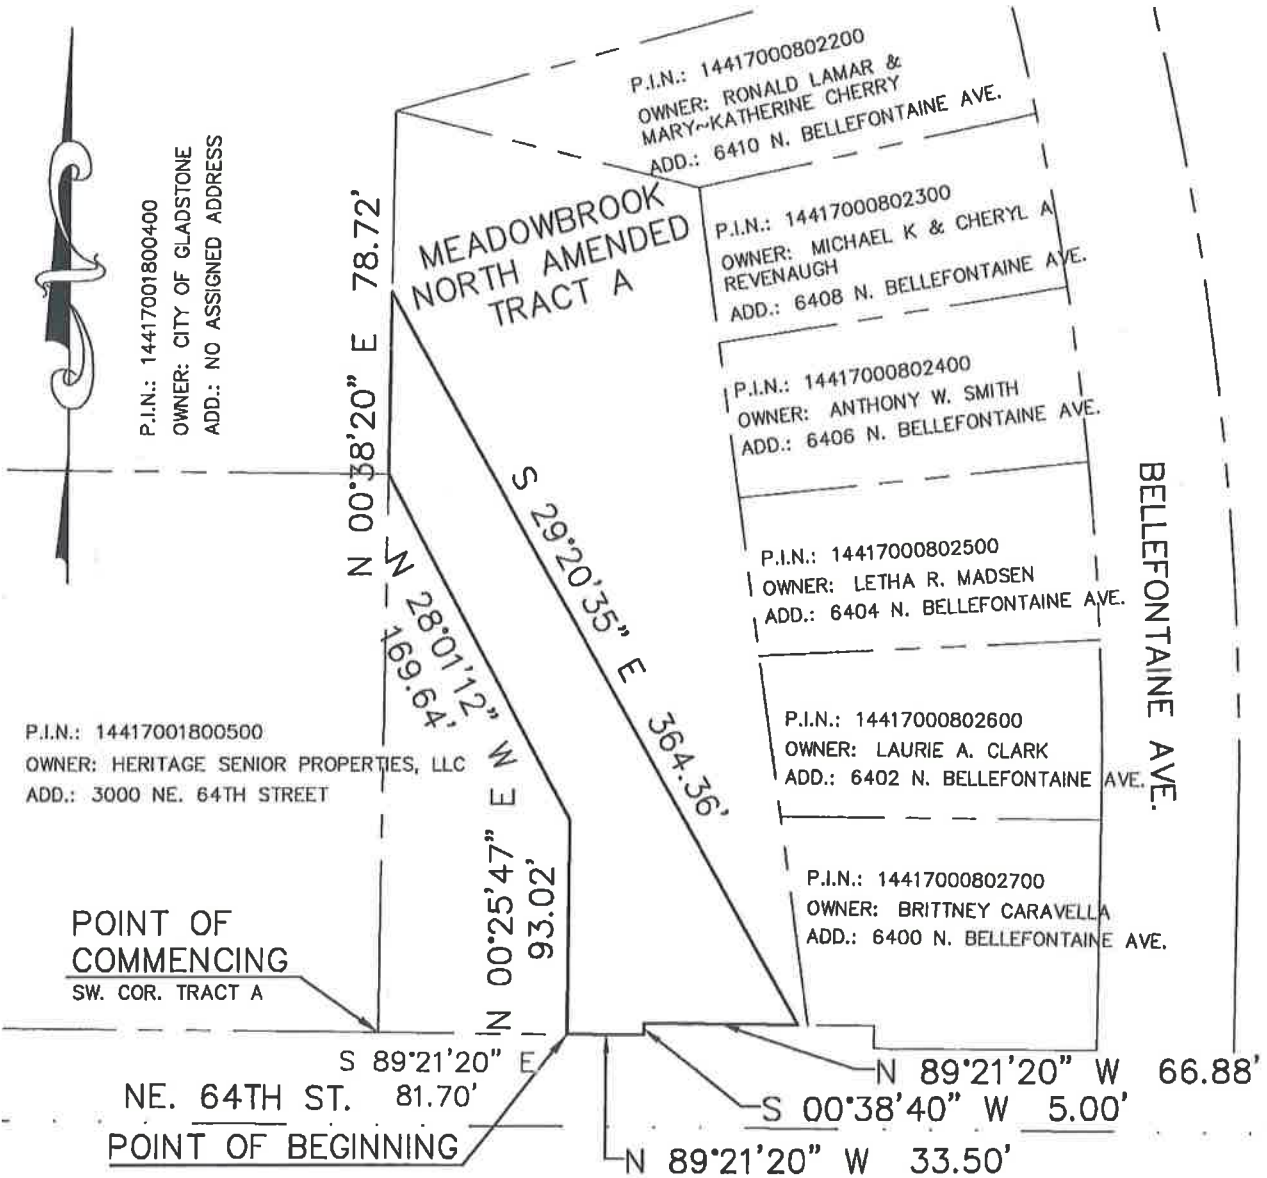 P.I.N.: 14417000802200
OWNER: RONALD LAMAR &
MARY~KATHERINE CHERRY
ADD.: 6410 N. BELLEFONTAINE AVE.
P.I.N.: 14417001800400
OWNER: CITY OF GLADSTONE
ADD.: NO ASSIGNED ADDRESS
N 00°38'20" E 78.72'
MEADOWBROOK
NORTH AMENDED
TRACT A
P.I.N.: 14417000802300
OWNER: MICHAEL K & CHERYL A
REVENAUGH
ADD.: 6408 N. BELLEFONTAINE AVE.
P.I.N.: 14417000802400
OWNER: ANTHONY W. SMITH
ADD.: 6406 N. BELLEFONTAINE AVE.
S 29°20'35" E 364.36'
BELLEFONTAINE AVE.
P.I.N.: 14417000802500
OWNER: LETHA R. MADSEN
ADD.: 6404 N. BELLEFONTAINE AVE.
N 28°01'12" W
169.64'
P.I.N.: 14417001800500
OWNER: HERITAGE SENIOR PROPERTIES, LLC
ADD.: 3000 NE. 64TH STREET
P.I.N.: 14417000802600
OWNER: LAURIE A. CLARK
ADD.: 6402 N. BELLEFONTAINE AVE.
N 00°25'47" E
93.02'
P.I.N.: 14417000802700
OWNER: BRITTNEY CARAVELLA
ADD.: 6400 N. BELLEFONTAINE AVE.
POINT OF
COMMENCING
SW. COR. TRACT A
S 89°21'20" E
81.70'
NE. 64TH ST.
N 89°21'20" W 66.88'
S 00°38'40" W 5.00'
POINT OF BEGINNING
N 89°21'20" W 33.50'